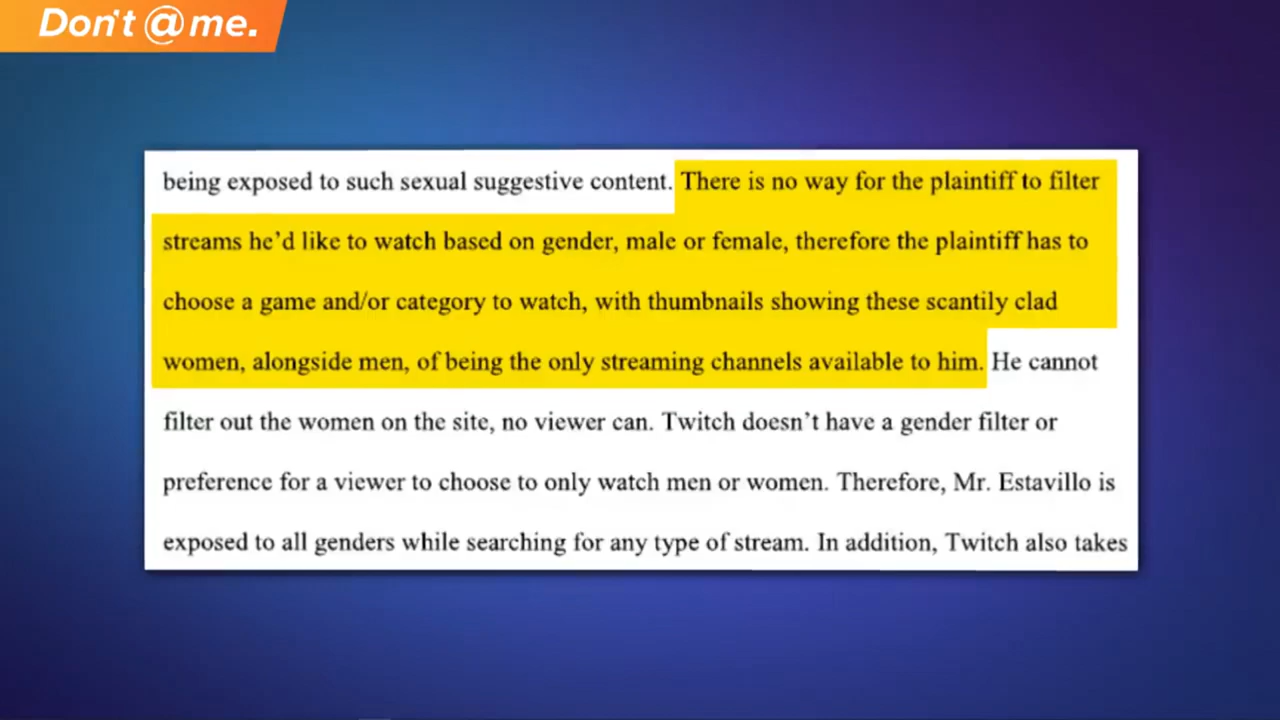 Don't @me.
being exposed to such sexual suggestive content. There is no way for the plaintiff to filter
streams he’d like to watch based on gender, male or female, therefore the plaintiff has to
choose a game and/or category to watch, with thumbnails showing these scantily clad
women, alongside men, of being the only streaming channels available to him. He cannot
filter out the women on the site, no viewer can. Twitch doesn’t have a gender filter or
preference for a viewer to choose to only watch men or women. Therefore, Mr. Estavillo is
exposed to all genders while searching for any type of stream. In addition, Twitch also takes